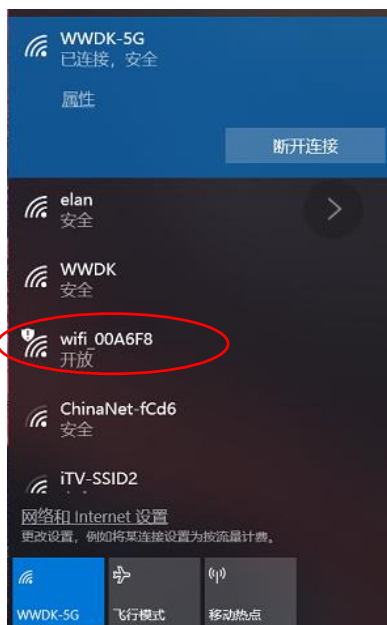 WWDK-5G
已连接，安全
属性
断开连接
elan
安全
WWDK
安全
wifi_00A6F8
开放
ChinaNet-fCd6
安全
iTV-SSID2
网络和 Internet 设置
更改设置，例如将某连接设置为按流量计费。
WWDK-5G
飞行模式
移动热点